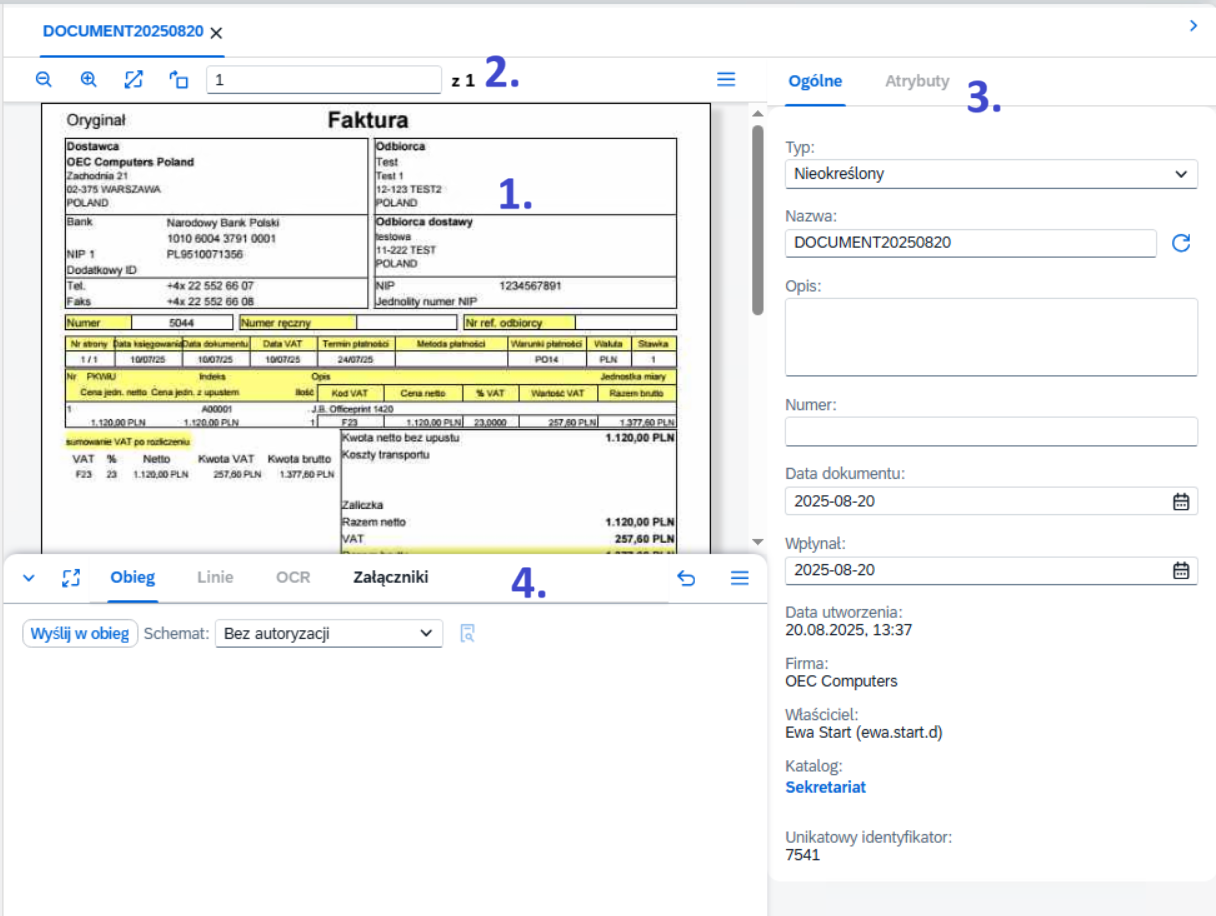 DOCUMENT20250820
1 z 1 2.
Oryginał Faktura
Dostawca
OEC Computers Poland
Zachodnia 21
02-375 WARSZAWA
POLAND
Odbiorca
Test
Test 1
12-123 TEST2
POLAND
1.
Bank Narodowy Bank Polski
1010 6004 3791 0001
NIP 1 PL9510071356
Dodatkowy ID
Odbiorca dostawy
testowa
11-222 TEST
POLAND
Tel. +4x 22 552 66 07
Faks +4x 22 552 66 08
NIP 1234567891
Jednolity numer NIP
Numer 5044 Numer ręczny Nr ref. odbiorcy
Nr strony Data księgowania Data dokumentu Data VAT Termin płatności Metoda płatności Warunki płatności Waluta Stawka
1 / 1 10/07/25 10/07/25 10/07/25 24/07/25 PO14 PLN 1
Nr PKWiU Indeks Opis Jednostka miary
Cena jedn. netto Cena jedn. z upustem Ilość Kod VAT Cena netto % VAT Wartość VAT Razem brutto
1 A00001 J.B. Officeprint 1420
1.120,00 PLN 1.120,00 PLN 1 F23 1.120,00 PLN 23,0000 257,60 PLN 1.377,60 PLN
sumowanie VAT po rozliczeniu
VAT % Netto Kwota VAT Kwota brutto
F23 23 1.120,00 PLN 257,60 PLN 1.377,60 PLN
Kwota netto bez upustu 1.120,00 PLN
Koszty transportu
Zaliczka
Razem netto 1.120,00 PLN
VAT 257,60 PLN
Obieg Linie OCR Załączniki 4.
Wyślij w obieg Schemat: Bez autoryzacji
Ogólne Atrybuty 3.
Typ:
Nieokreślony
Nazwa:
DOCUMENT20250820
Opis:
Numer:
Data dokumentu:
2025-08-20
Wpłynął:
2025-08-20
Data utworzenia:
20.08.2025, 13:37
Firma:
OEC Computers
Właściciel:
Ewa Start (ewa.start.d)
Katalog:
Sekretariat
Unikatowy identyfikator:
7541